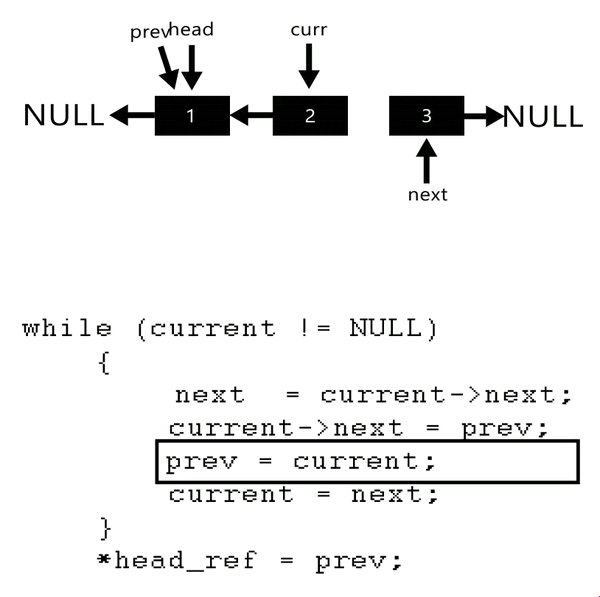 prev head curr
NULL 1 2 3 NULL
next
while (current != NULL)
{
next  = current->next;
current->next = prev;
prev = current;
current = next;
}
*head_ref = prev;